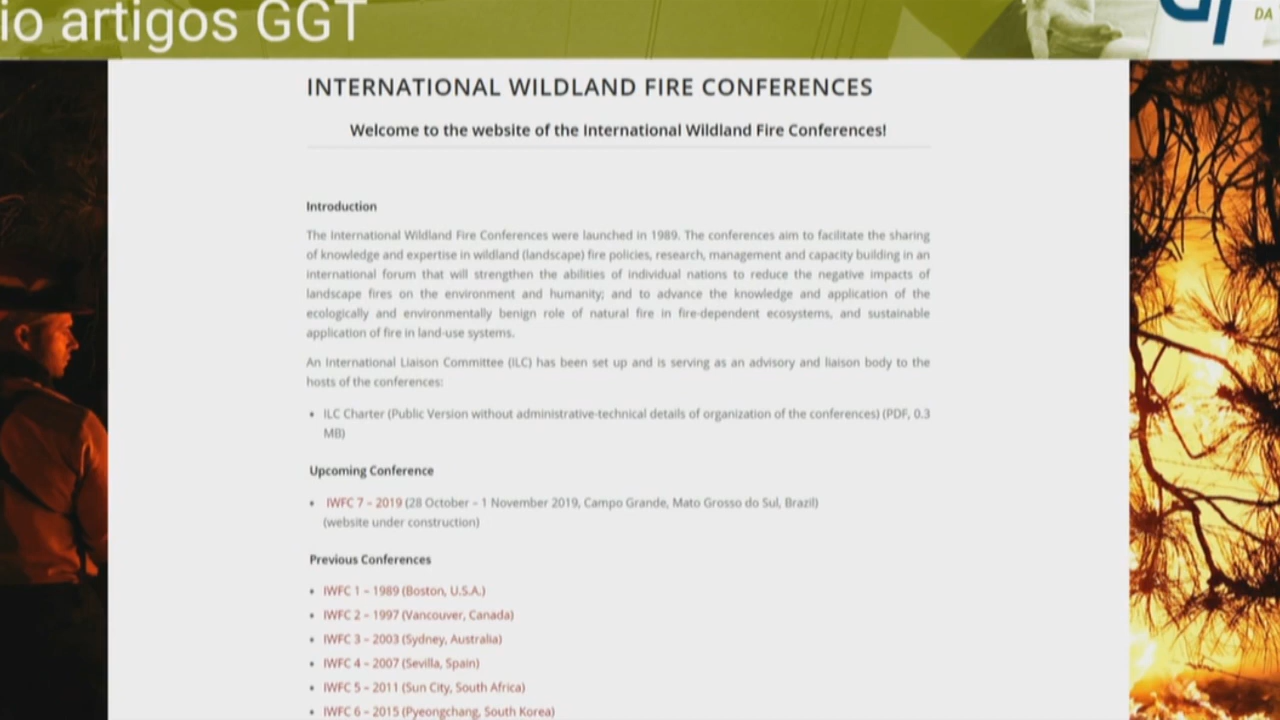 io artigos GGT
DA
INTERNATIONAL WILDLAND FIRE CONFERENCES
Welcome to the website of the International Wildland Fire Conferences!
Introduction
The International Wildland Fire Conferences were launched in 1989. The conferences aim to facilitate the sharing
of knowledge and expertise in wildland (landscape) fire policies, research, management and capacity building in an
international forum that will strengthen the abilities of individual nations to reduce the negative impacts of
landscape fires on the environment and humanity; and to advance the knowledge and application of the
ecologically and environmentally benign role of natural fire in fire-dependent ecosystems, and sustainable
application of fire in land-use systems.
An International Liaison Committee (ILC) has been set up and is serving as an advisory and liaison body to the
hosts of the conferences:
• ILC Charter (Public Version without administrative-technical details of organization of the conferences) (PDF, 0.3
MB)
Upcoming Conference
• IWFC 7 – 2019 (28 October – 1 November 2019, Campo Grande, Mato Grosso do Sul, Brazil)
(website under construction)
Previous Conferences
• IWFC 1 – 1989 (Boston, U.S.A.)
• IWFC 2 – 1997 (Vancouver, Canada)
• IWFC 3 – 2003 (Sydney, Australia)
• IWFC 4 – 2007 (Sevilla, Spain)
• IWFC 5 – 2011 (Sun City, South Africa)
• IWFC 6 – 2015 (Pyeongchang, South Korea)